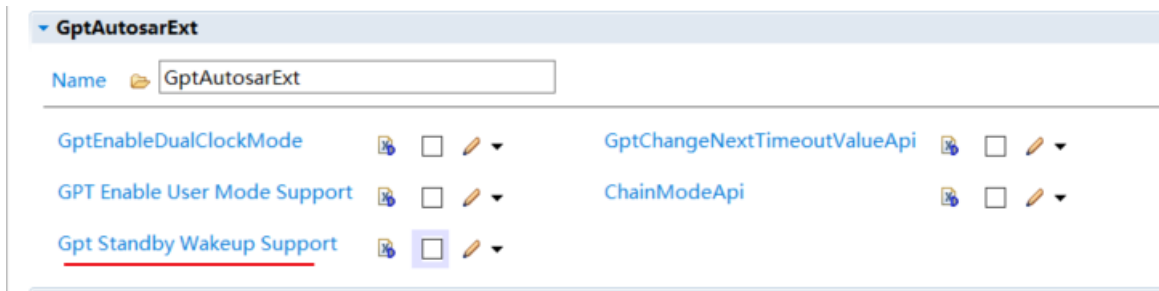 GptAutosarExt
Name GptAutosarExt
GptEnableDualClockMode GptChangeNextTimeoutValueApi
GPT Enable User Mode Support ChainModeApi
Gpt Standby Wakeup Support